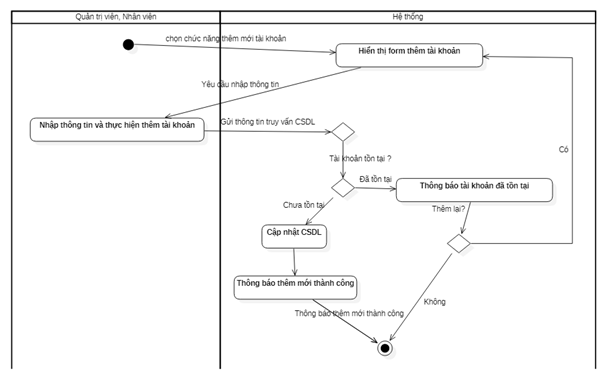 Quản trị viên, Nhân viên
Hệ thống
chọn chức năng thêm mới tài khoản
Hiển thị form thêm tài khoản
Yêu cầu nhập thông tin
Nhập thông tin và thực hiện thêm tài khoản
Gửi thông tin truy vấn CSDL
Có
Tài khoản tồn tại ?
Đã tồn tại
Thông báo tài khoản đã tồn tại
Chưa tồn tại
Thêm lại?
Cập nhật CSDL
Thông báo thêm mới thành công
Không
Thông báo thêm mới thành công